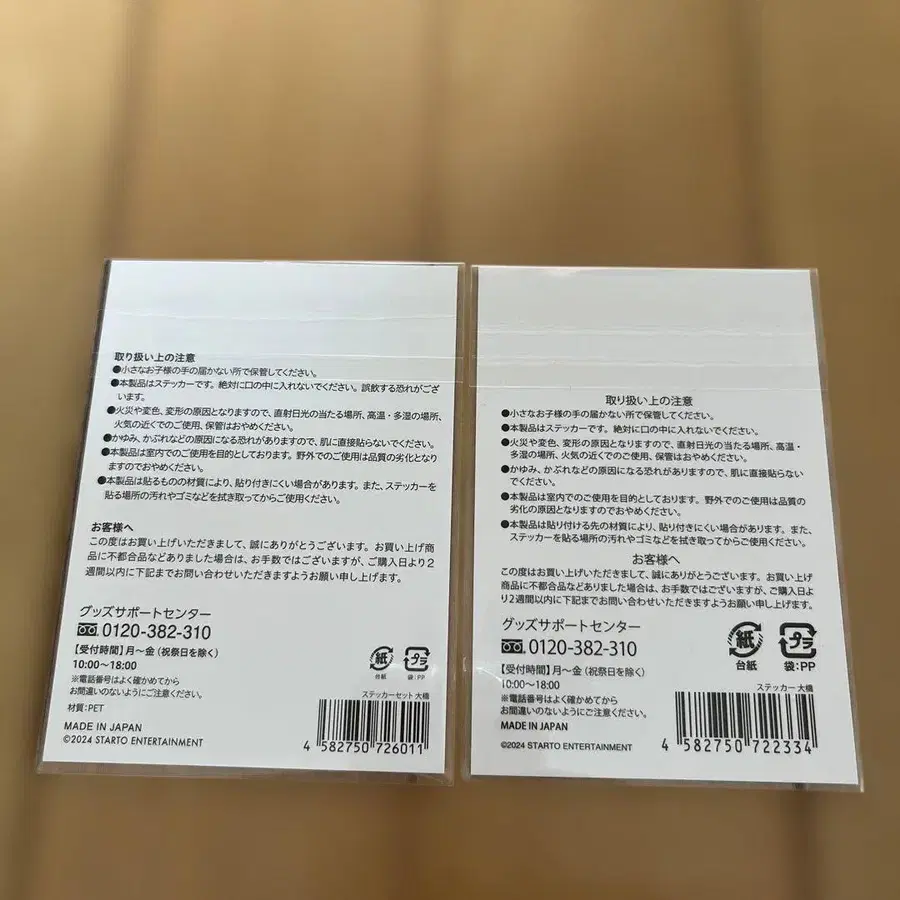 取り扱い上の注意
●小さなお子様の手の届かない所で保管してください。
●本製品はステッカーです。絶対に口の中に入れないでください。誤飲する恐れがござ
います。
●火災や変色、変形の原因となりますので、直射日光の当たる場所、高温・多湿の場所、
火気の近くでのご使用、保管はおやめください。
●かゆみ、かぶれなどの原因になる恐れがありますので、肌に直接貼らないでください。
●本製品は室内でのご使用を目的としております。野外でのご使用は品質の劣化となり
ますのでおやめください。
●本製品は貼るものの材質により、貼り付きにくい場合があります。また、ステッカーを
貼る場所の汚れやゴミなどを拭き取ってからご使用ください。
お客様へ
この度はお買い上げいただきまして、誠にありがとうございます。お買い上げ商
品に不都合品などありました場合は、お手数ではございますが、ご購入日より2
週間以内に下記までお問い合わせいただきますようお願い申し上げます。
グッズサポートセンター
0120-382-310
【受付時間】月〜金(祝祭日を除く)
10:00〜18:00
※電話番号はよく確かめてから
お間違いのないようにご注意ください。
材質:PET
MADE IN JAPAN
©2024 STARTO ENTERTAINMENT
紙
台紙
プラ
袋:PP
ステッカーセット 大橋
4 582750 726011
取り扱い上の注意
●小さなお子様の手の届かない所で保管してください。
●本製品はステッカーです。絶対に口の中に入れないでください。
●火災や変色、変形の原因となりますので、直射日光の当たる場所、高温・
多湿の場所、火気の近くでのご使用、保管はおやめください。
●かゆみ、かぶれなどの原因になる恐れがありますので、肌に直接貼らない
でください。
●本製品は室内でのご使用を目的としております。野外でのご使用は品質の
劣化の原因となりますのでおやめください。
●本製品は貼り付ける先の材質により、貼り付きにくい場合があります。また、
ステッカーを貼る場所の汚れやゴミなどを拭き取ってからご使用ください。
お客様へ
この度はお買い上げいただきまして、誠にありがとうございます。お買い上げ
商品に不都合品などありました場合は、お手数ではございますが、ご購入日
より2週間以内に下記までお問い合わせいただきますようお願い申し上げます。
グッズサポートセンター
0120-382-310
【受付時間】月〜金(祝祭日を除く)
10:00〜18:00
※電話番号はよく確かめてから
お間違いのないようにご注意ください。
MADE IN JAPAN
©2024 STARTO ENTERTAINMENT
紙
台紙
プラ
袋:PP
ステッカー 大橋
4 582750 722334